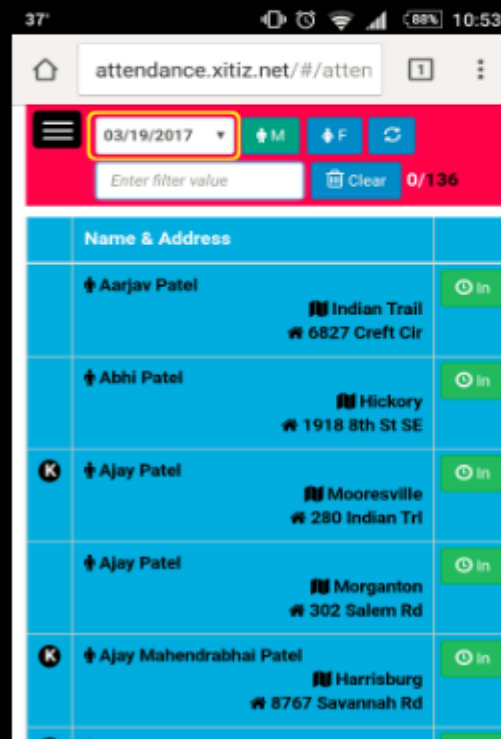 37°
88% 10:53
attendance.xitiz.net/#/atten
1
03/19/2017
M
F
Enter filter value
Clear
0/136
Name & Address
Aarjav Patel
In
Indian Trail
6827 Creft Cir
Abhi Patel
In
Hickory
1918 8th St SE
K
Ajay Patel
In
Mooresville
280 Indian Trl
Ajay Patel
In
Morganton
302 Salem Rd
K
Ajay Mahendrabhai Patel
In
Harrisburg
8767 Savannah Rd